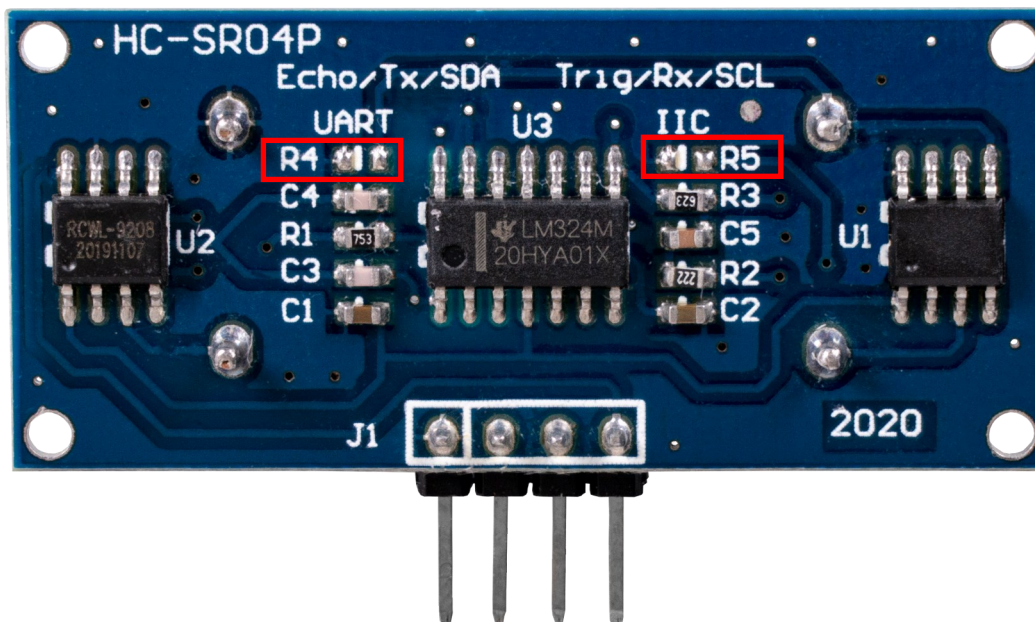 HC-SR04P
Echo/Tx/SDA Trig/Rx/SCL
UART U3 IIC
R4 R5
C4 R3
623
RCWL-9208
20191107
U2
R1
753
LM324M
20HYA01X
C5
U1
C3 R2
222
C1 C2
J1
2020